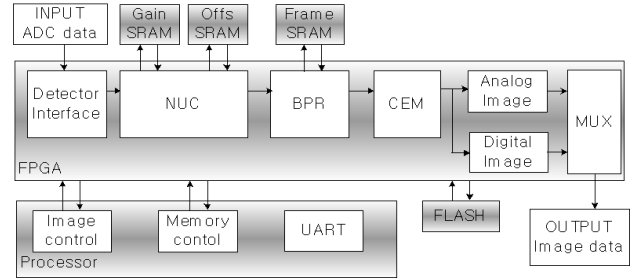 INPUT
ADC data
Gain
SRAM
Offs
SRAM
Frame
SRAM
Detector
Interface
NUC
BPR
CEM
Analog
Image
Digital
Image
MUX
FPGA
Image
control
Memory
contol
UART
Processor
FLASH
OUTPUT
Image data